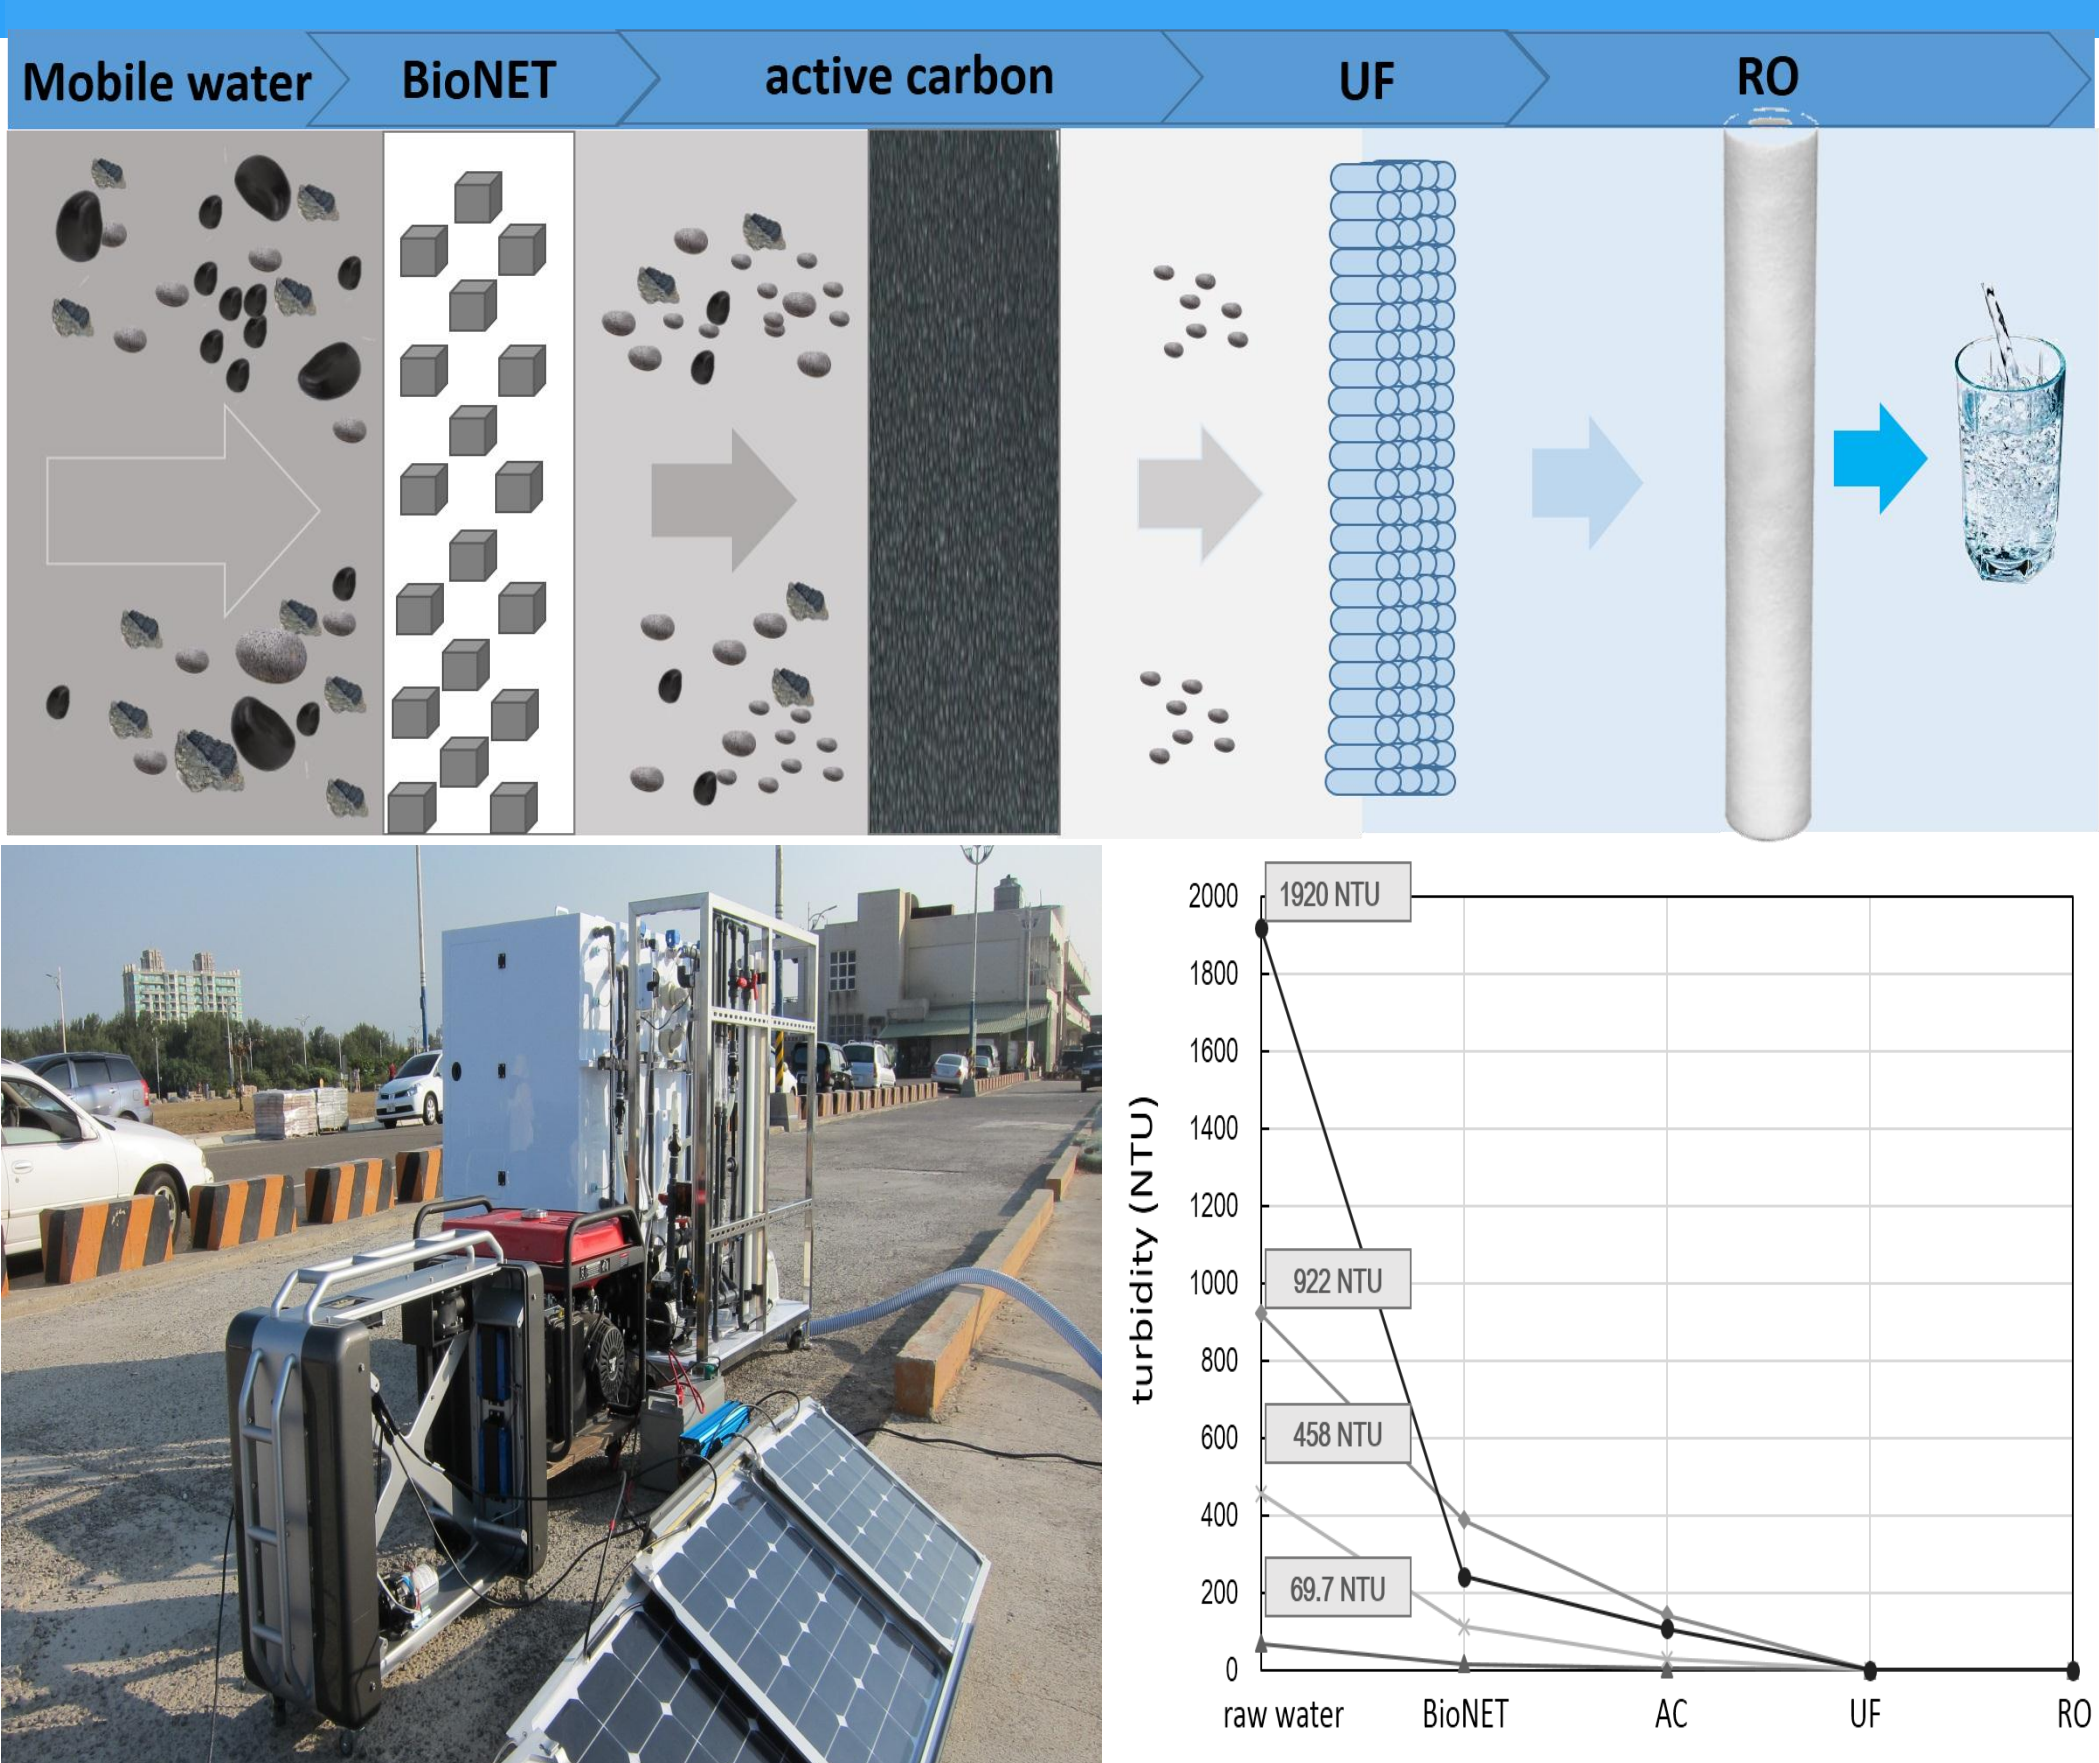 Mobile water
BioNET
active carbon
UF
RO
2000
1800
1600
1400
1200
1000
800
600
400
200
0
turbidity (NTU)
1920 NTU
922 NTU
458 NTU
69.7 NTU
raw water
BioNET
AC
UF
RO